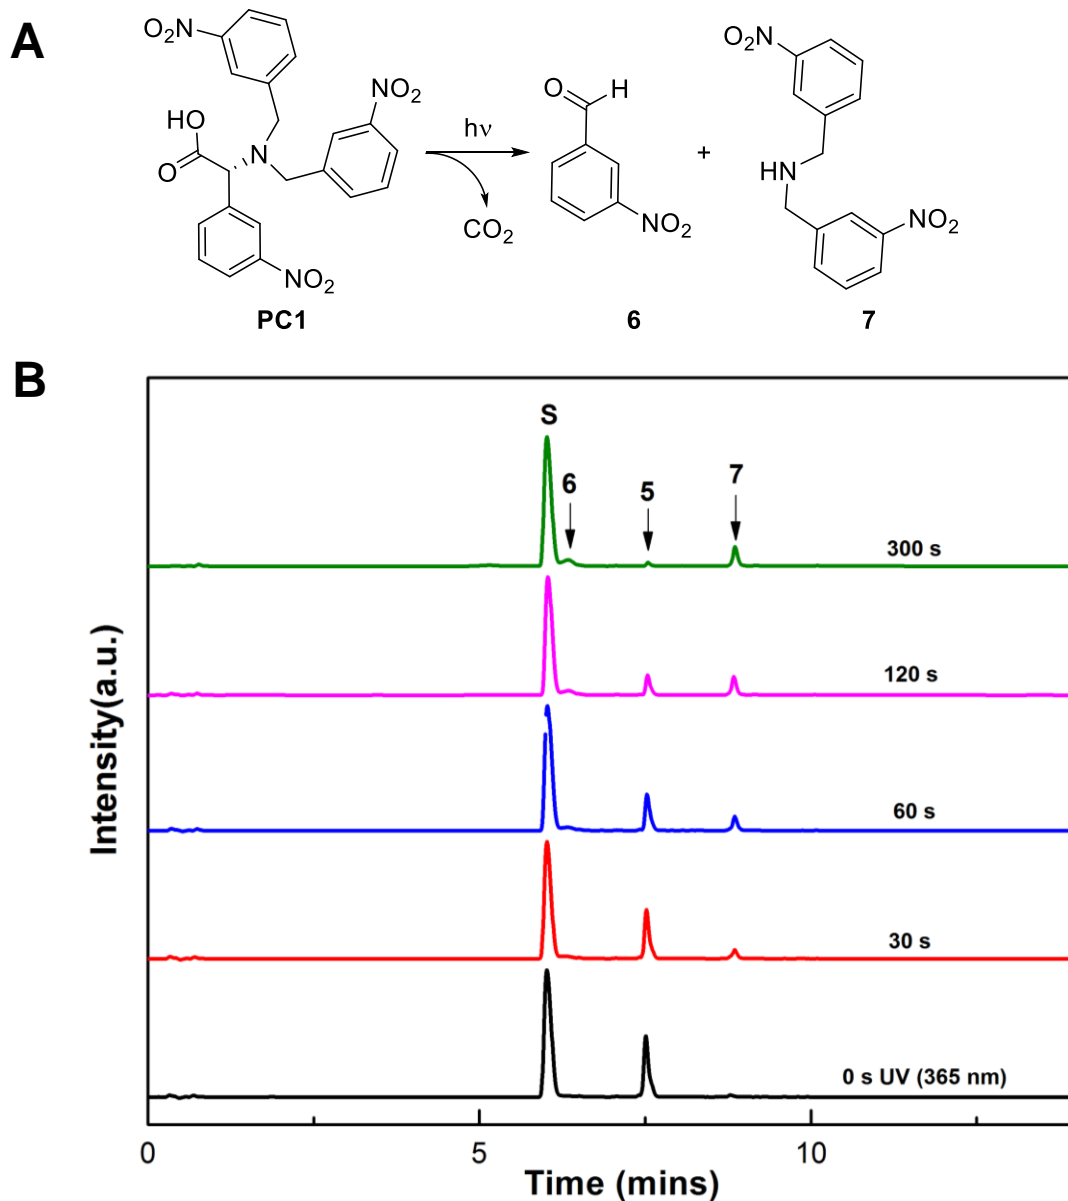 A
O₂N
NO₂
HO
O
N
NO₂
PC1
hν
CO₂
O
H
NO₂
6
+
O₂N
HN
NO₂
7
B
S
6
5
7
300 s
120 s
60 s
30 s
0 s UV (365 nm)
Intensity(a.u.)
0
5
10
Time (mins)